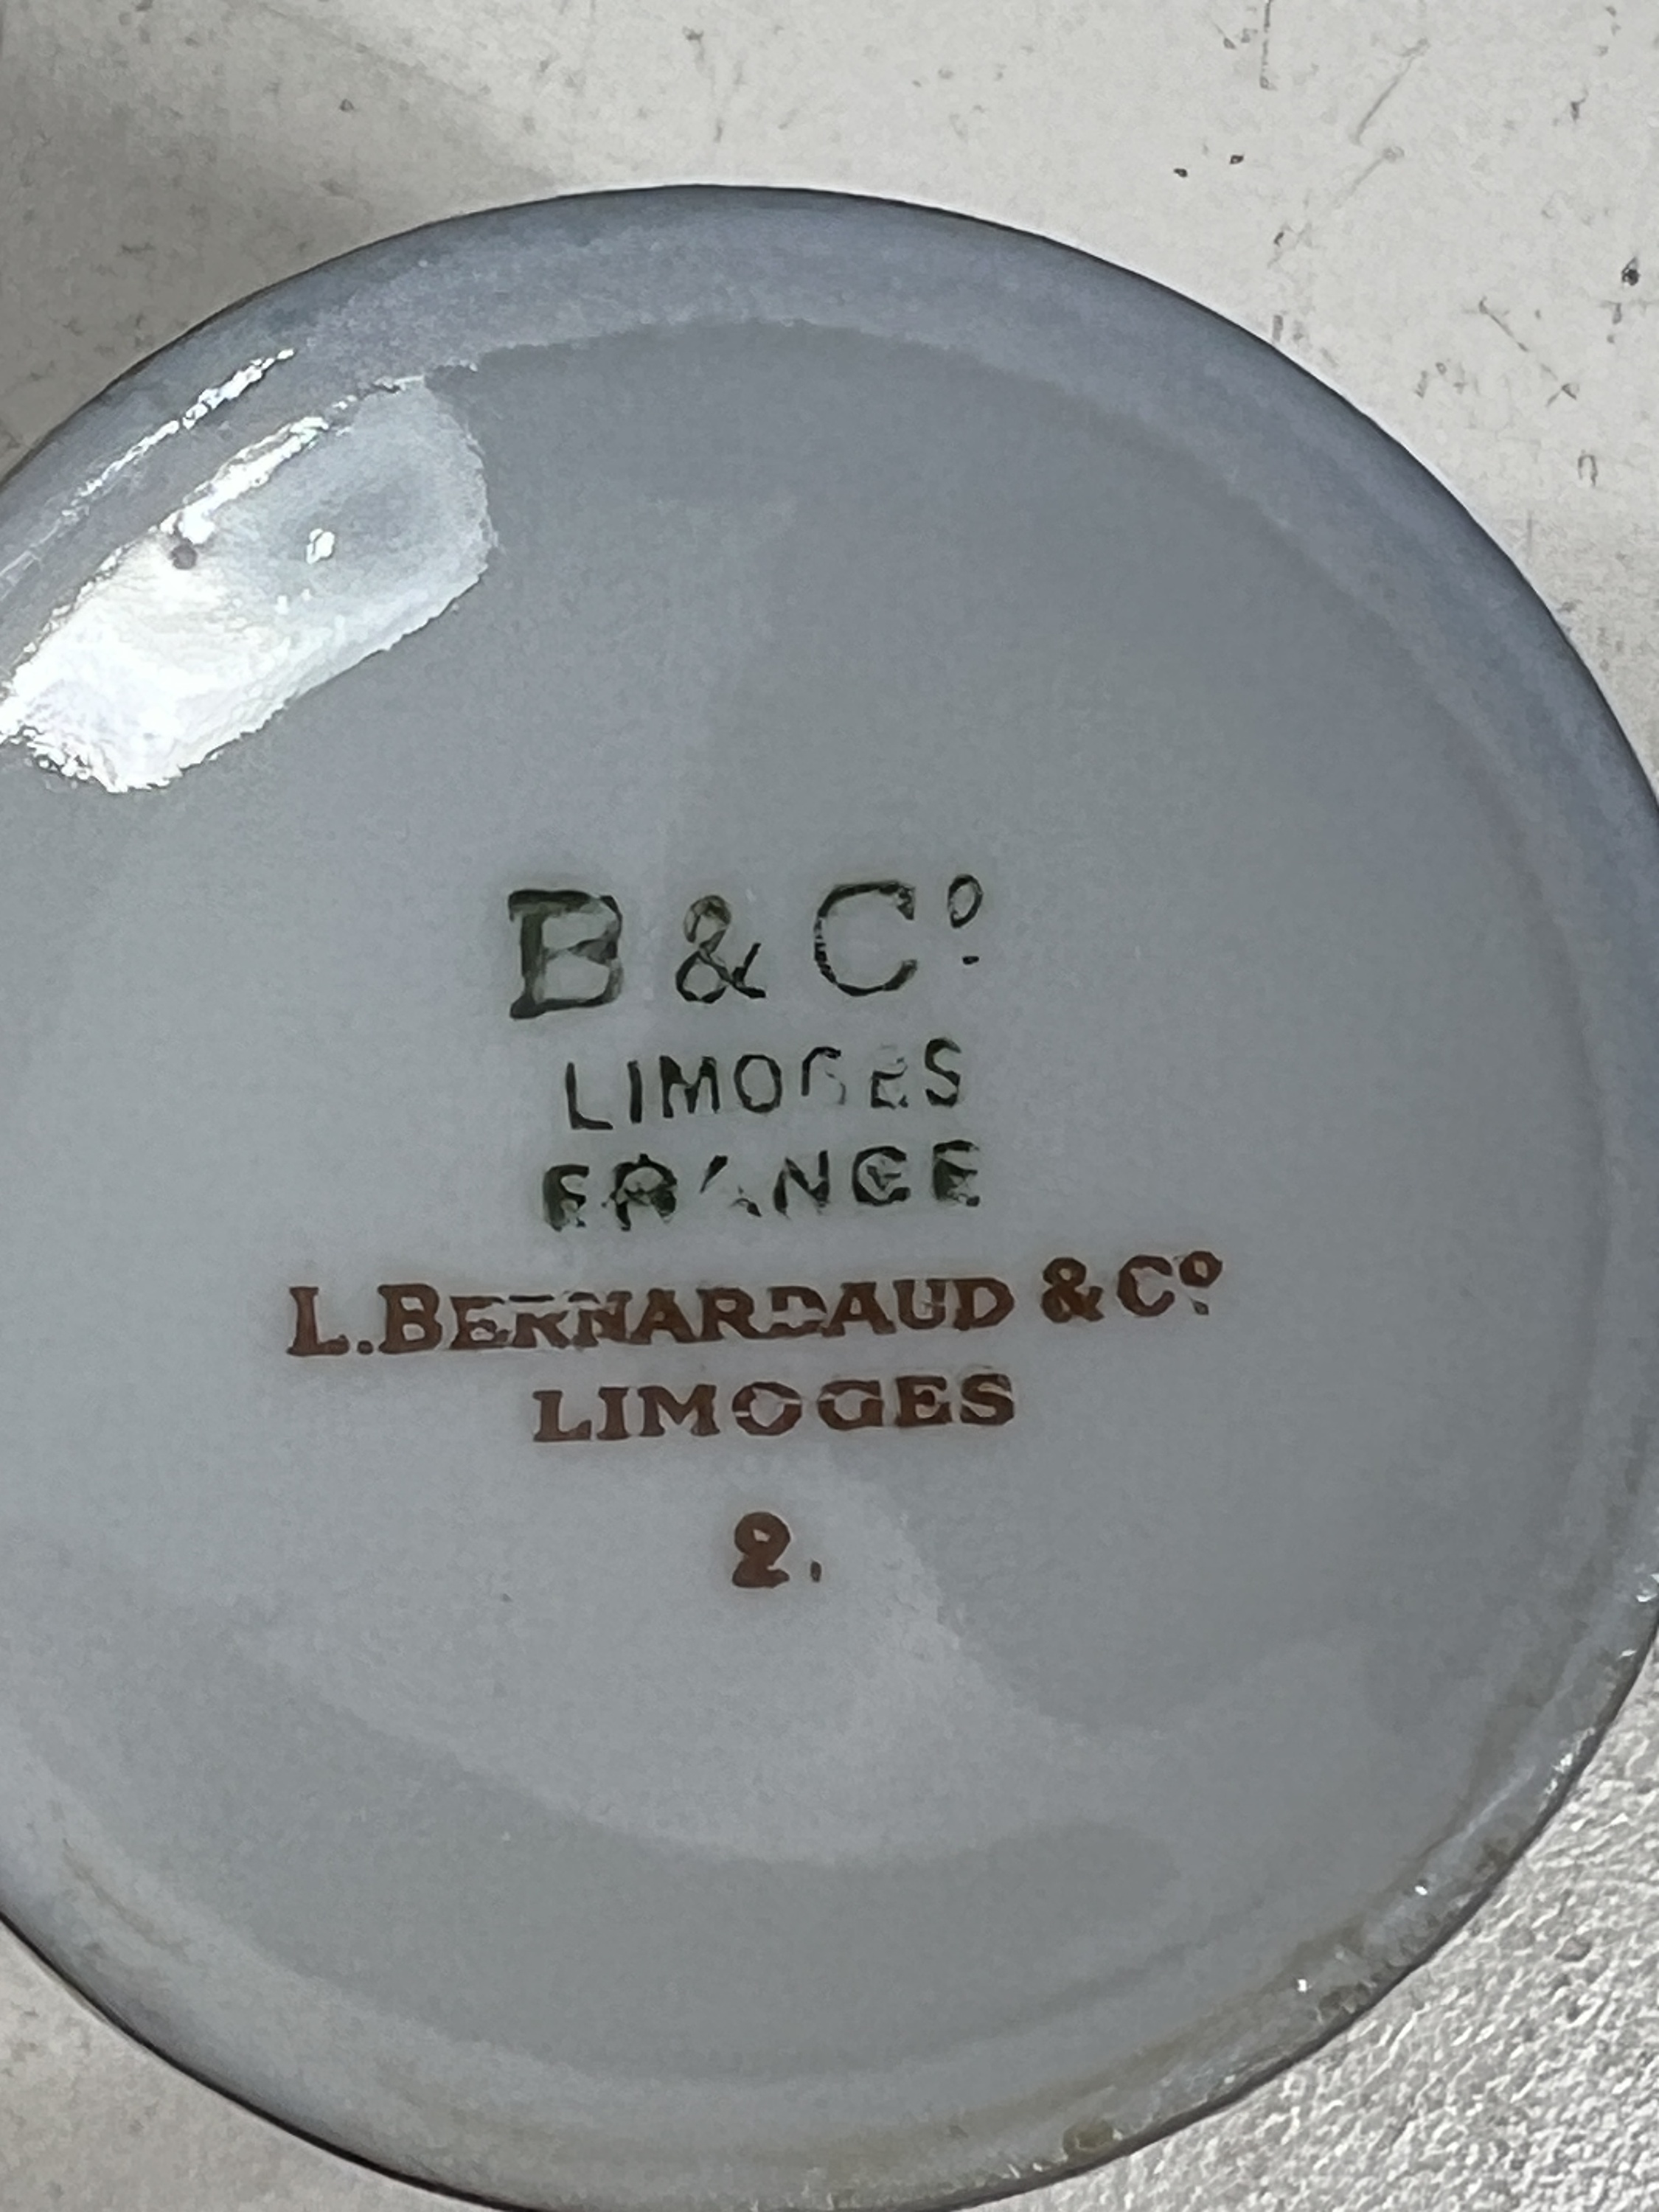 B & Cº
LIMOGES
FRANCE
L. BERNARDAUD & Cº
LIMOGES
2.